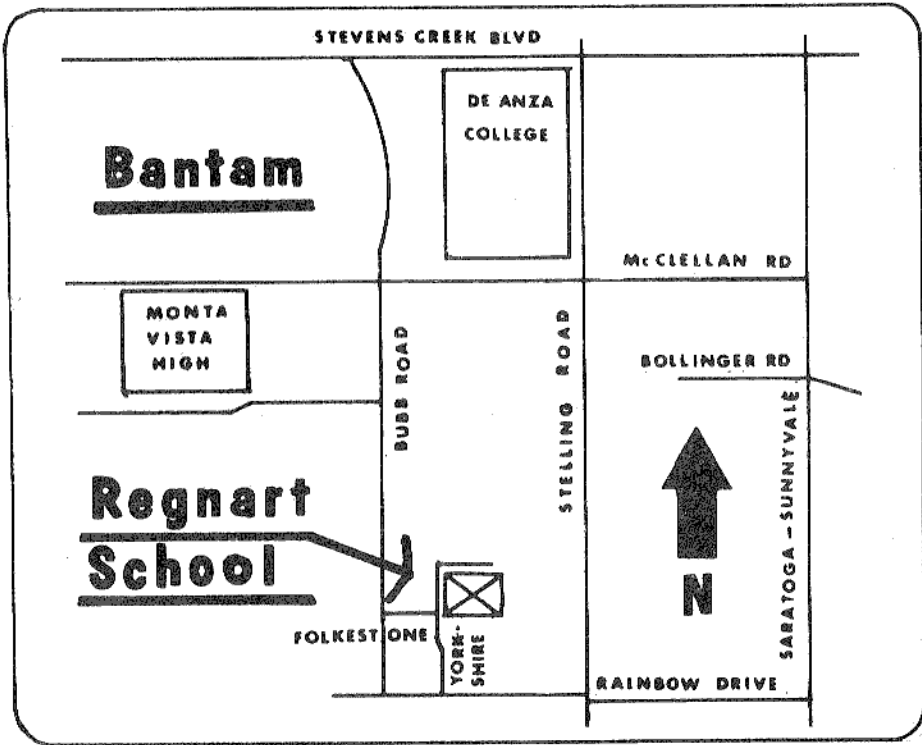 STEVENS CREEK BLVD
DE ANZA
COLLEGE
Bantam
McCLELLAN RD
MONTA
VISTA
HIGH
BUBB ROAD
STELLING ROAD
BOLLINGER RD
SARATOGA – SUNNYVALE
Regnart
School
N
FOLKESTONE
YORK-
SHIRE
RAINBOW DRIVE